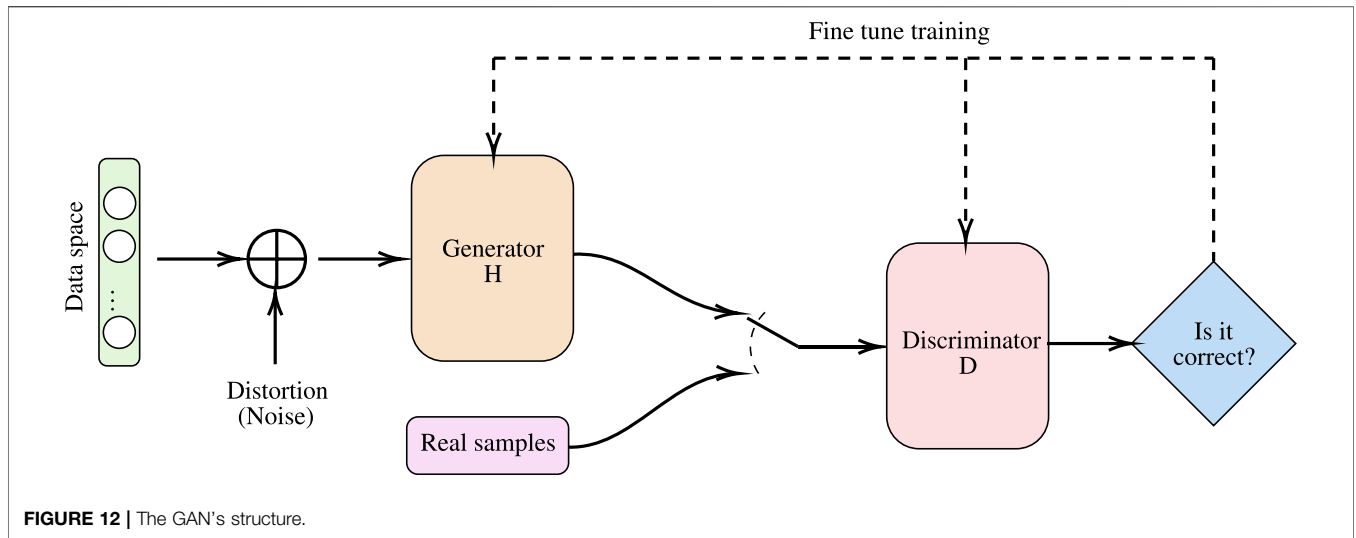 Fine tune training
Data space
...
Generator
H
Distortion
(Noise)
Real samples
Discriminator
D
Is it
correct?
FIGURE 12 | The GAN's structure.